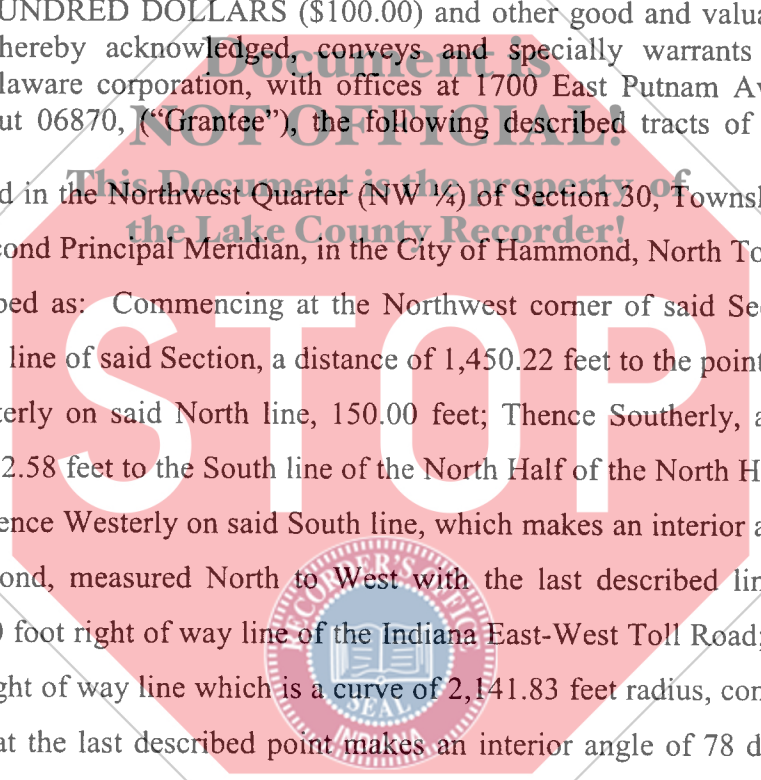 UNDRED DOLLARS ($100.00) and other good and valua
hereby acknowledged, conveys and specially warrants
Document is
laware corporation, with offices at 1700 East Putnam Av
ut 06870, ("Grantee"), the following described tracts of
NOT OFFICIAL!
This Document is the property of
d in the Northwest Quarter (NW ¼) of Section 30, Townsl
the Lake County Recorder!
cond Principal Meridian, in the City of Hammond, North To
bed as: Commencing at the Northwest corner of said Se
line of said Section, a distance of 1,450.22 feet to the point
terly on said North line, 150.00 feet; Thence Southerly, a
STOP
2.58 feet to the South line of the North Half of the North H
ence Westerly on said South line, which makes an interior a
ond, measured North to West with the last described lin
RECORDER'S OFFICE
) foot right of way line of the Indiana East-West Toll Road;
ght of way line which is a curve of 2,141.83 feet radius, con
SEAL
at the last described point makes an interior angle of 78 d
INDIANA